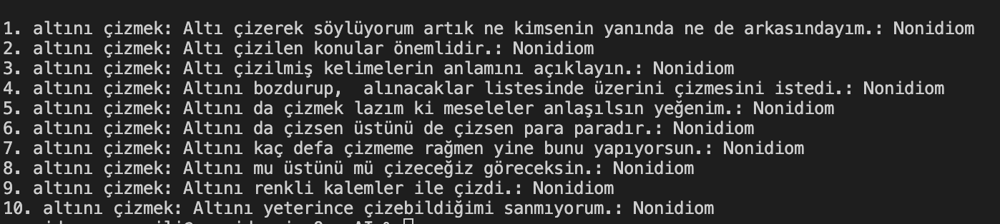 1. altını çizmek: Altı çizerek söylüyorum artık ne kimsenin yanında ne de arkasındayım.: Nonidiom
2. altını çizmek: Altı çizilen konular önemlidir.: Nonidiom
3. altını çizmek: Altı çizilmiş kelimelerin anlamını açıklayın.: Nonidiom
4. altını çizmek: Altını bozdurup,  alınacaklar listesinde üzerini çizmesini istedi.: Nonidiom
5. altını çizmek: Altını da çizmek lazım ki meseleler anlaşılsın yeğenim.: Nonidiom
6. altını çizmek: Altını da çizsen üstünü de çizsen para paradır.: Nonidiom
7. altını çizmek: Altını kaç defa çizmeme rağmen yine bunu yapıyorsun.: Nonidiom
8. altını çizmek: Altını mu üstünü mü çizeceğiz göreceksin.: Nonidiom
9. altını çizmek: Altını renkli kalemler ile çizdi.: Nonidiom
10. altını çizmek: Altını yeterince çizebildiğimi sanmıyorum.: Nonidiom